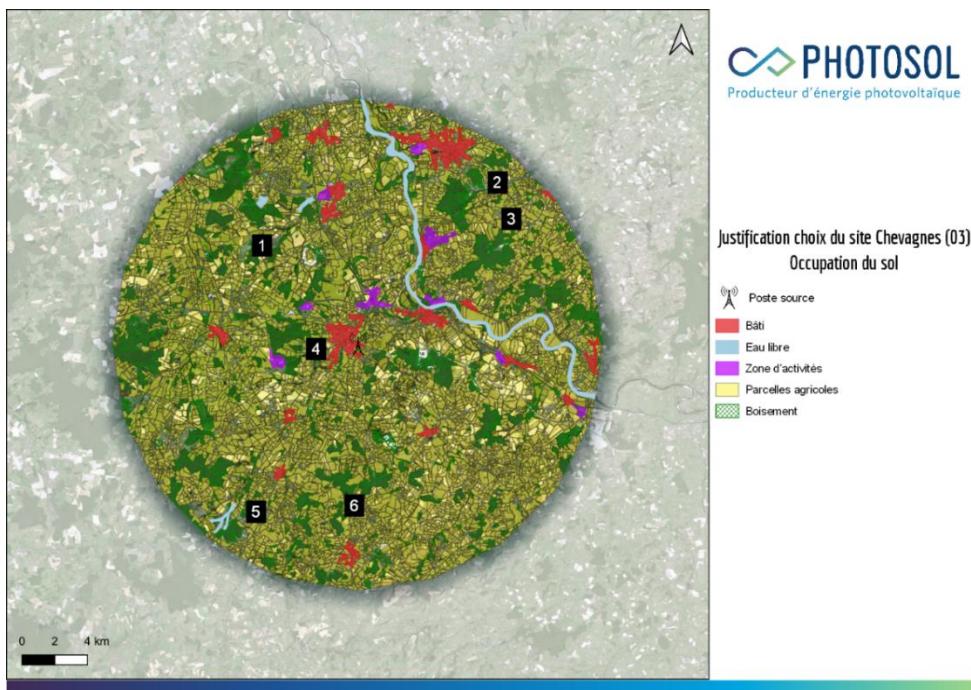 PHOTOSOL
Producteur d'énergie photovoltaïque
2
3
1
Justification choix du site Chevagnes (03)
Occupation du sol
Poste source
Bâti
Eau libre
4
Zone d'activités
Parcelles agricoles
Boisement
5
6
0 2 4 km